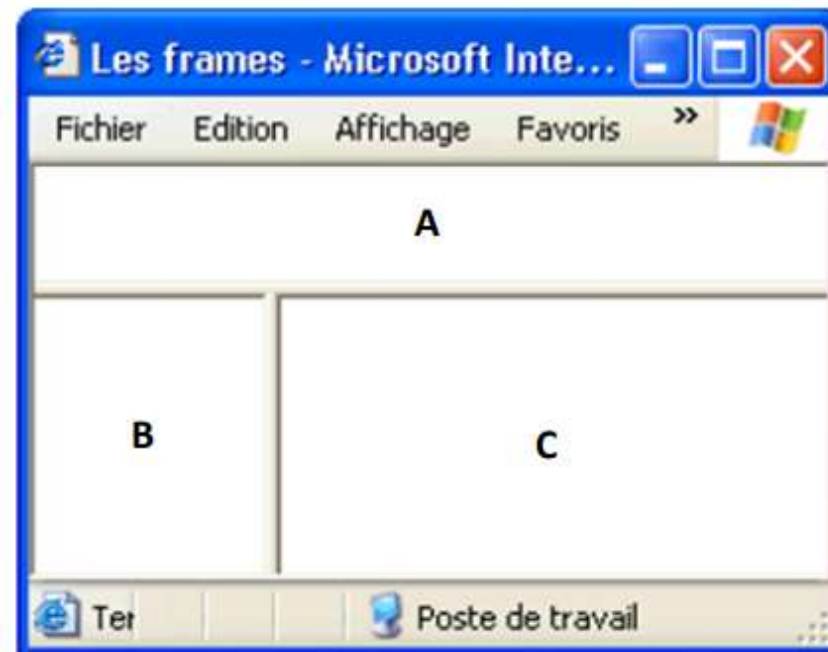 Les frames - Microsoft Inte...
Fichier Edition Affichage Favoris »
A
B
C
Ter Poste de travail